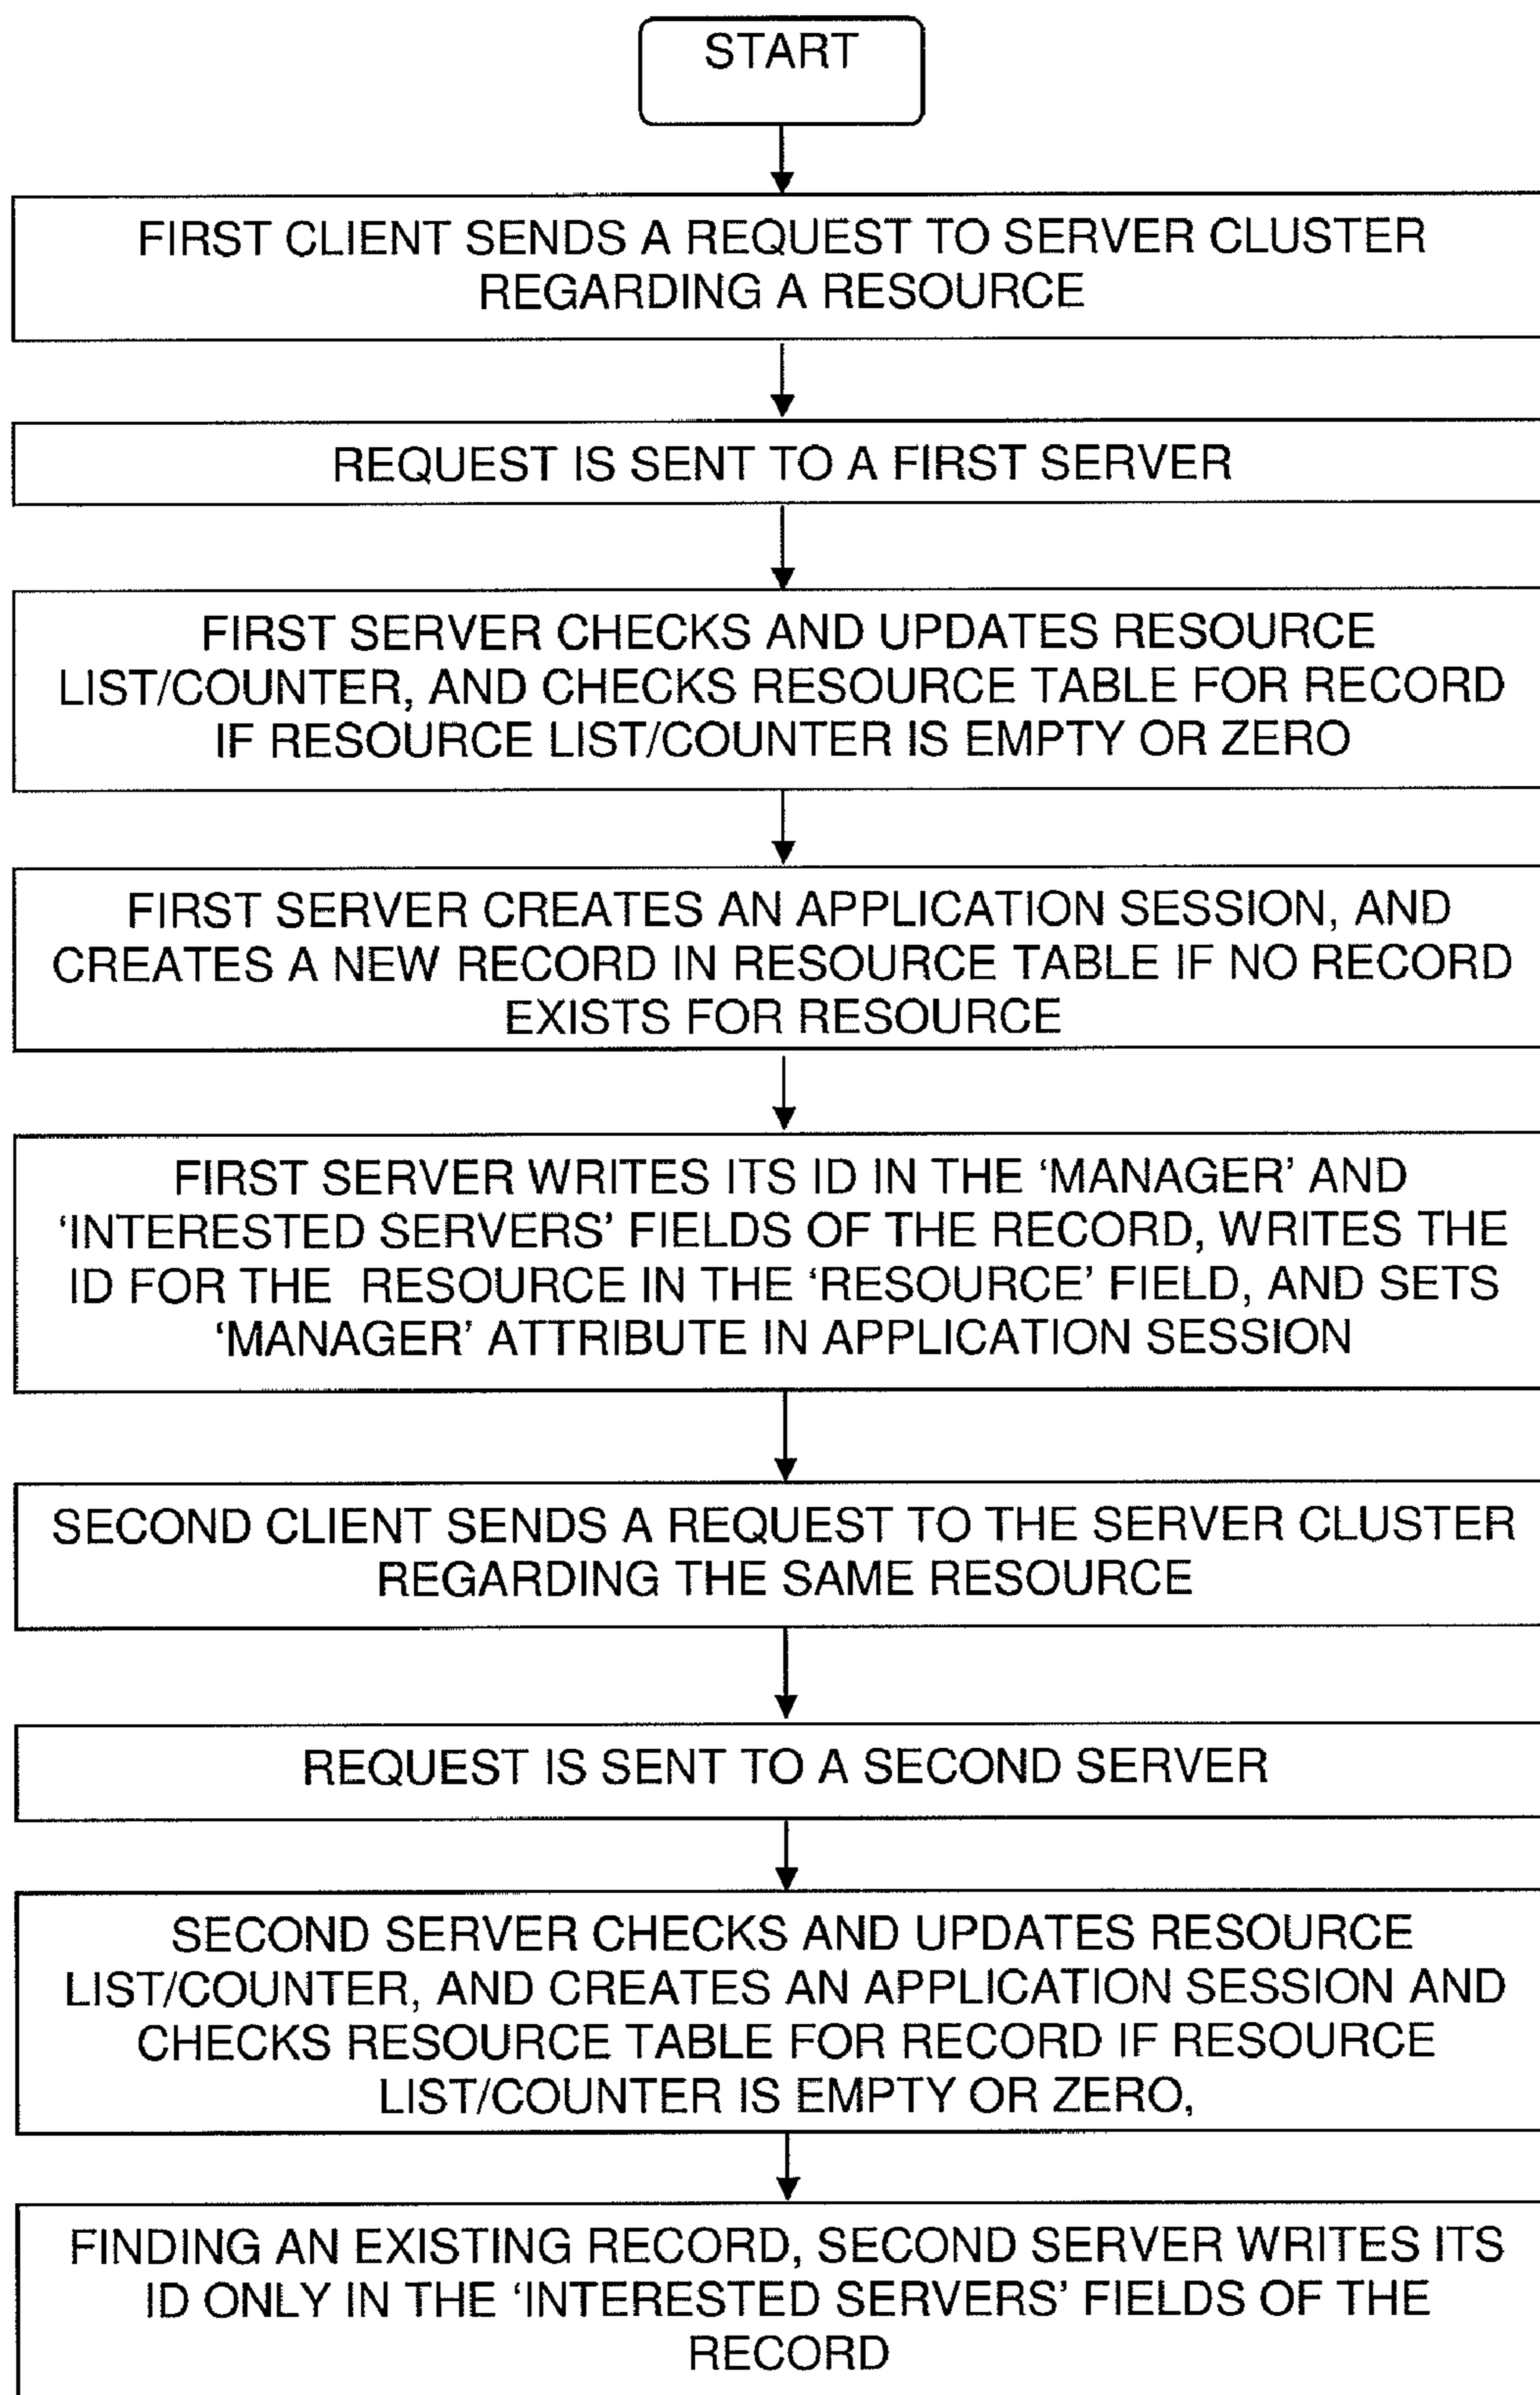 START
FIRST CLIENT SENDS A REQUEST TO SERVER CLUSTER
REGARDING A RESOURCE
REQUEST IS SENT TO A FIRST SERVER
FIRST SERVER CHECKS AND UPDATES RESOURCE
LIST/COUNTER, AND CHECKS RESOURCE TABLE FOR RECORD
IF RESOURCE LIST/COUNTER IS EMPTY OR ZERO
FIRST SERVER CREATES AN APPLICATION SESSION, AND
CREATES A NEW RECORD IN RESOURCE TABLE IF NO RECORD
EXISTS FOR RESOURCE
FIRST SERVER WRITES ITS ID IN THE ‘MANAGER’ AND
‘INTERESTED SERVERS’ FIELDS OF THE RECORD, WRITES THE
ID FOR THE RESOURCE IN THE ‘RESOURCE’ FIELD, AND SETS
‘MANAGER’ ATTRIBUTE IN APPLICATION SESSION
SECOND CLIENT SENDS A REQUEST TO THE SERVER CLUSTER
REGARDING THE SAME RESOURCE
REQUEST IS SENT TO A SECOND SERVER
SECOND SERVER CHECKS AND UPDATES RESOURCE
LIST/COUNTER, AND CREATES AN APPLICATION SESSION AND
CHECKS RESOURCE TABLE FOR RECORD IF RESOURCE
LIST/COUNTER IS EMPTY OR ZERO,
FINDING AN EXISTING RECORD, SECOND SERVER WRITES ITS
ID ONLY IN THE ‘INTERESTED SERVERS’ FIELDS OF THE
RECORD